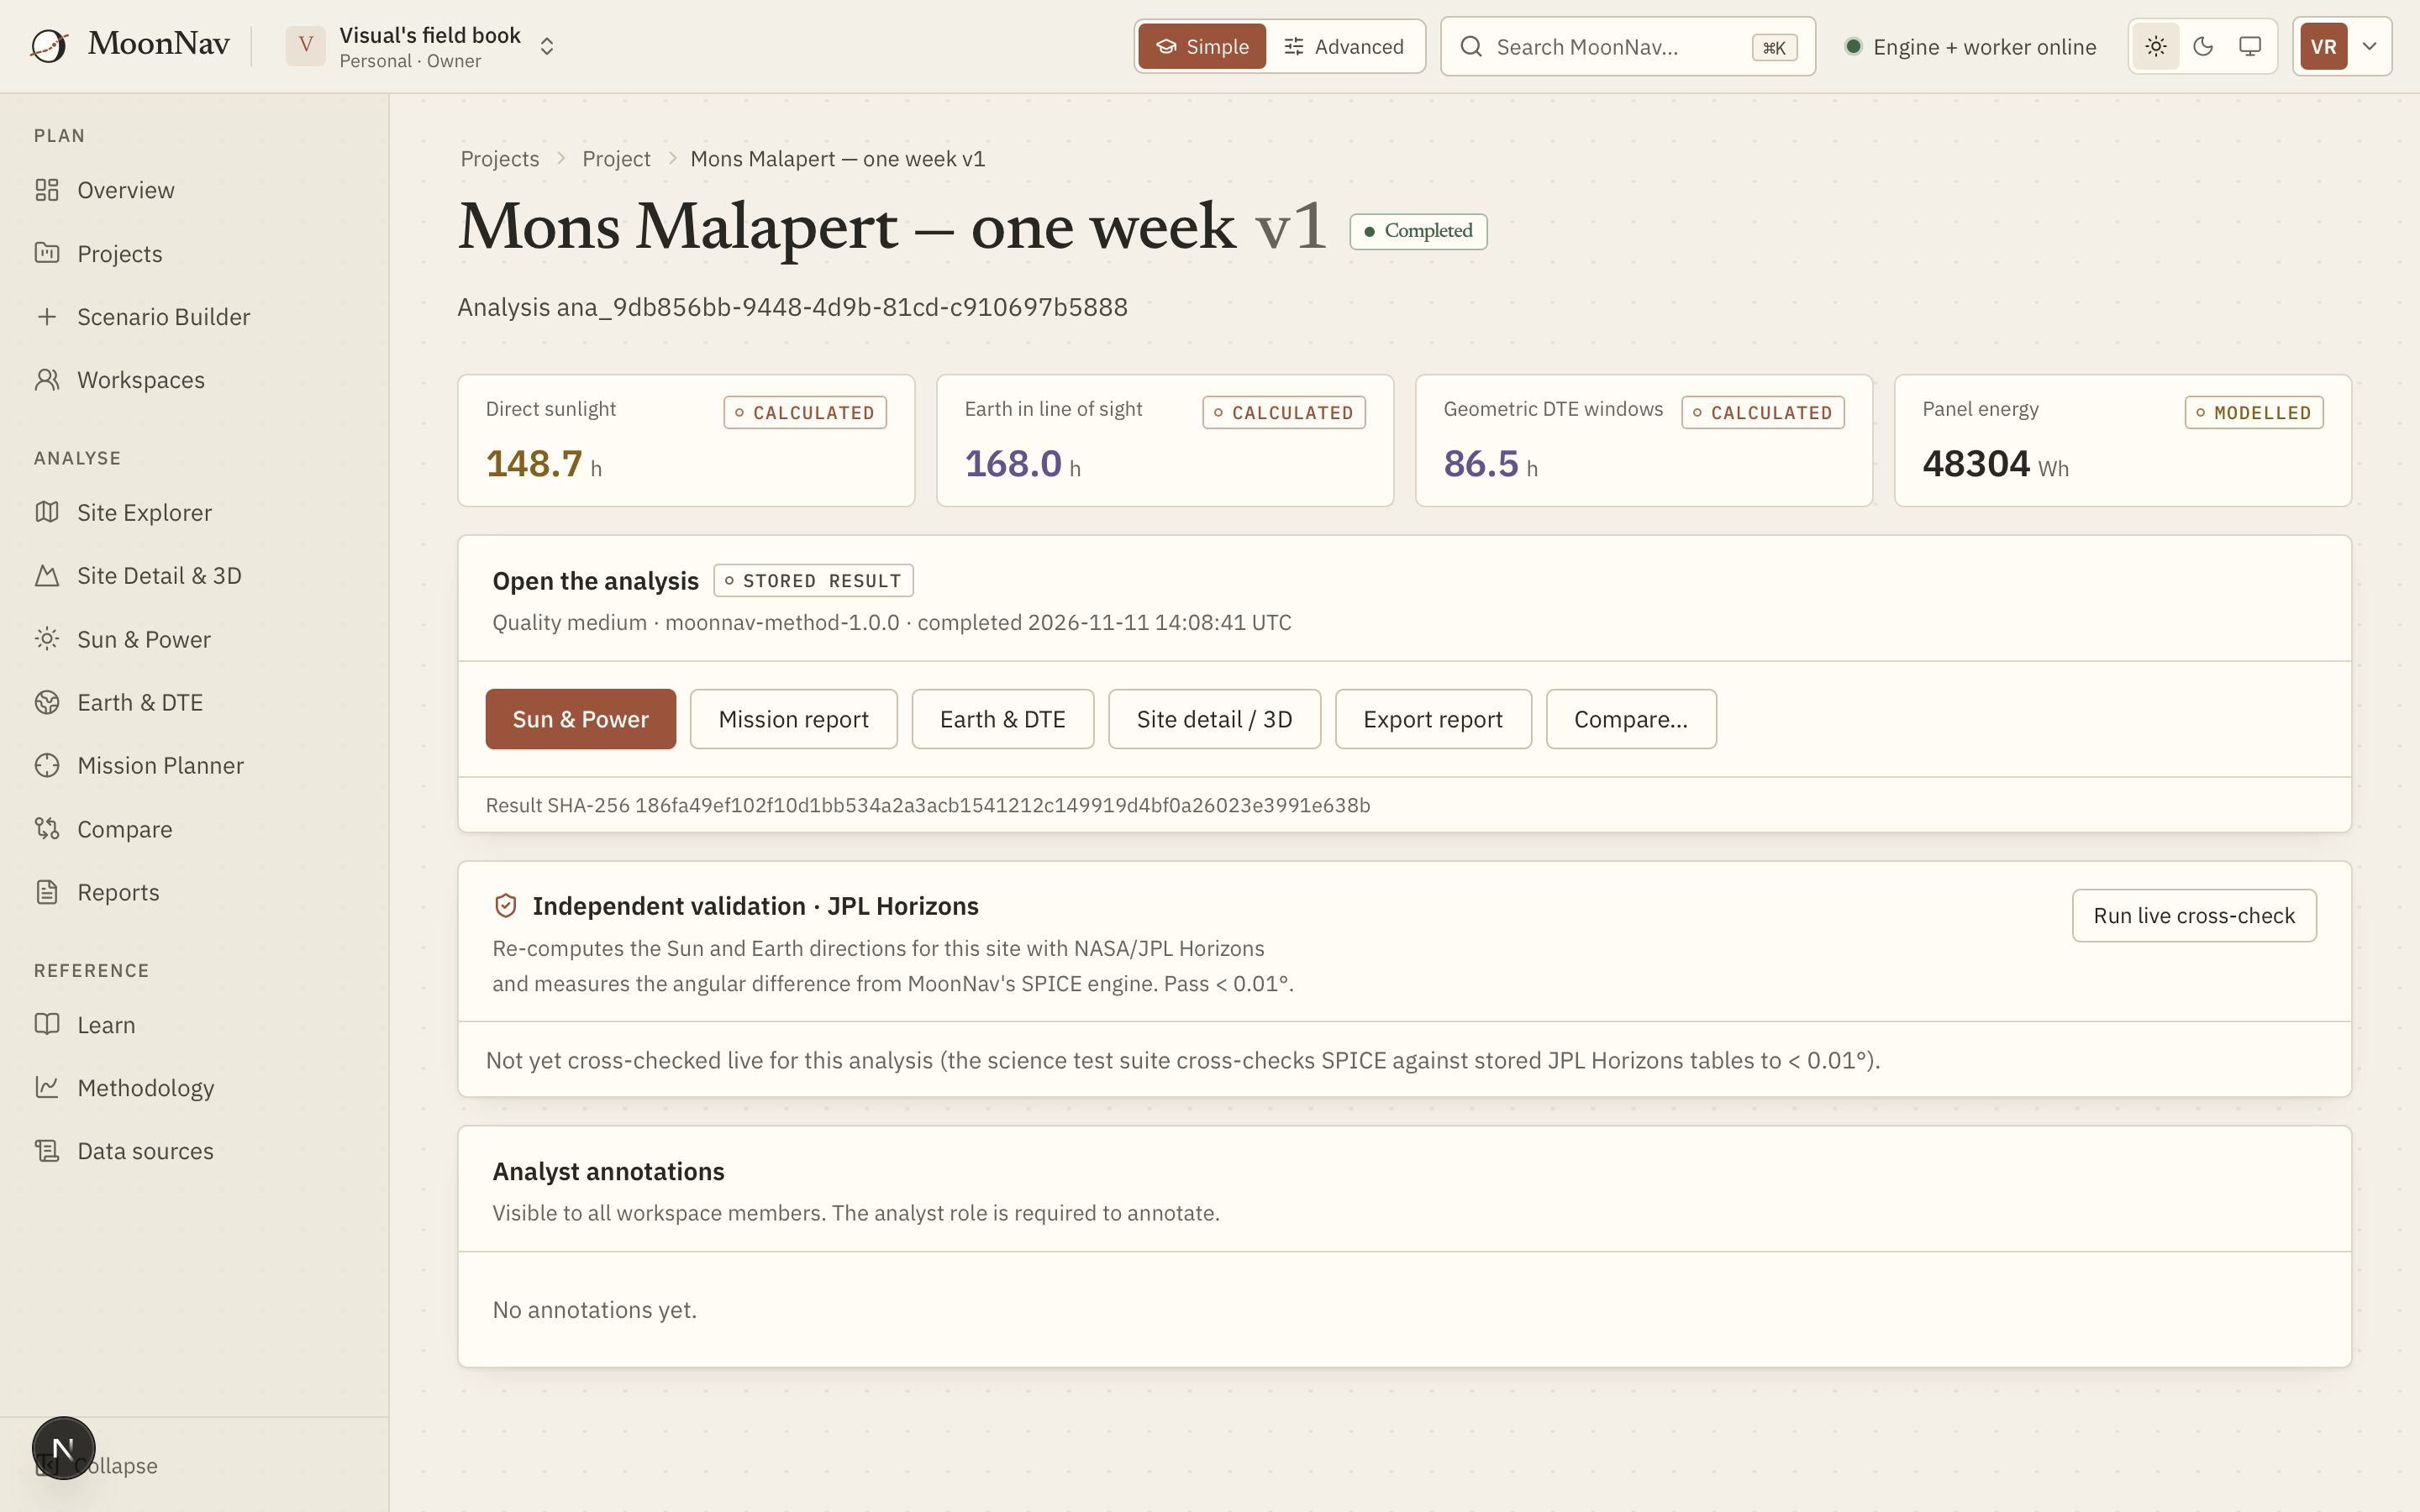 MoonNav
V
Visual's field book
Personal · Owner
Simple
Advanced
Search MoonNav...
⌘K
Engine + worker online
VR
PLAN
Overview
Projects
Scenario Builder
Workspaces
ANALYSE
Site Explorer
Site Detail & 3D
Sun & Power
Earth & DTE
Mission Planner
Compare
Reports
REFERENCE
Learn
Methodology
Data sources
N
Collapse
Projects > Project > Mons Malapert — one week v1
Mons Malapert — one week v1
Completed
Analysis ana_9db856bb-9448-4d9b-81cd-c910697b5888
Direct sunlight
CALCULATED
148.7 h
Earth in line of sight
CALCULATED
168.0 h
Geometric DTE windows
CALCULATED
86.5 h
Panel energy
MODELLED
48304 Wh
Open the analysis
STORED RESULT
Quality medium · moonnav-method-1.0.0 · completed 2026-11-11 14:08:41 UTC
Sun & Power
Mission report
Earth & DTE
Site detail / 3D
Export report
Compare...
Result SHA-256 186fa49ef102f10d1bb534a2a3acb1541212c149919d4bf0a26023e3991e638b
Independent validation · JPL Horizons
Run live cross-check
Re-computes the Sun and Earth directions for this site with NASA/JPL Horizons
and measures the angular difference from MoonNav's SPICE engine. Pass < 0.01°.
Not yet cross-checked live for this analysis (the science test suite cross-checks SPICE against stored JPL Horizons tables to < 0.01°).
Analyst annotations
Visible to all workspace members. The analyst role is required to annotate.
No annotations yet.